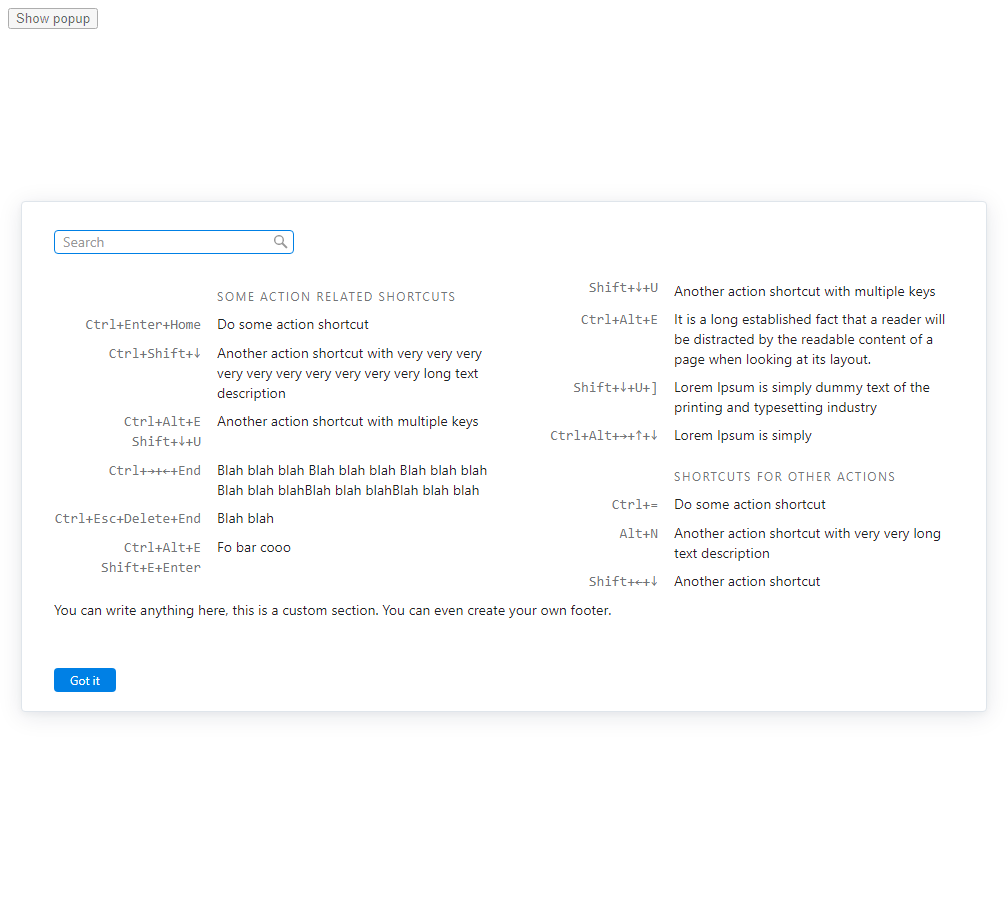 Show popup
Search
SOME ACTION RELATED SHORTCUTS
Ctrl+Enter+Home Do some action shortcut
Ctrl+Shift+↓ Another action shortcut with very very very
very very very very very very very long text
description
Ctrl+Alt+E Another action shortcut with multiple keys
Shift+↓+U
Ctrl+→+←+End Blah blah blah Blah blah blah Blah blah blah
Blah blah blahBlah blah blahBlah blah blah
Ctrl+Esc+Delete+End Blah blah
Ctrl+Alt+E Fo bar cooo
Shift+E+Enter
Shift+↓+U Another action shortcut with multiple keys
Ctrl+Alt+E It is a long established fact that a reader will
be distracted by the readable content of a
page when looking at its layout.
Shift+↓+U+] Lorem Ipsum is simply dummy text of the
printing and typesetting industry
Ctrl+Alt+→+↑+↓ Lorem Ipsum is simply
SHORTCUTS FOR OTHER ACTIONS
Ctrl+= Do some action shortcut
Alt+N Another action shortcut with very very long
text description
Shift+←+↓ Another action shortcut
You can write anything here, this is a custom section. You can even create your own footer.
Got it